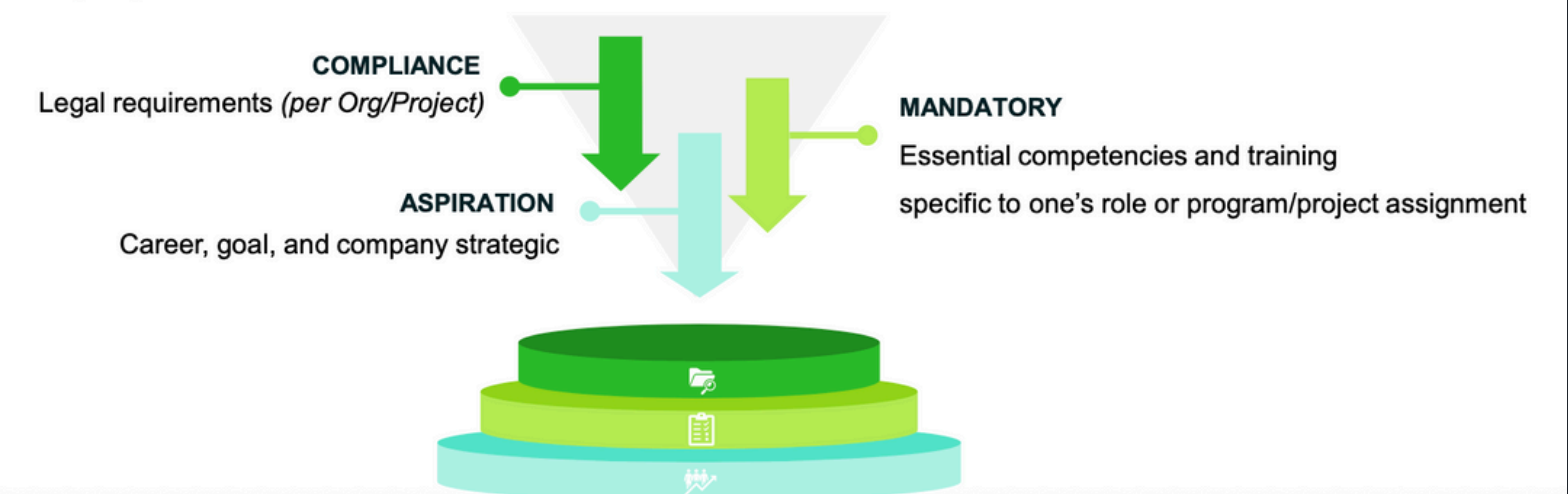 COMPLIANCE
Legal requirements (per Org/Project)
MANDATORY
Essential competencies and training
specific to one’s role or program/project assignment
ASPIRATION
Career, goal, and company strategic